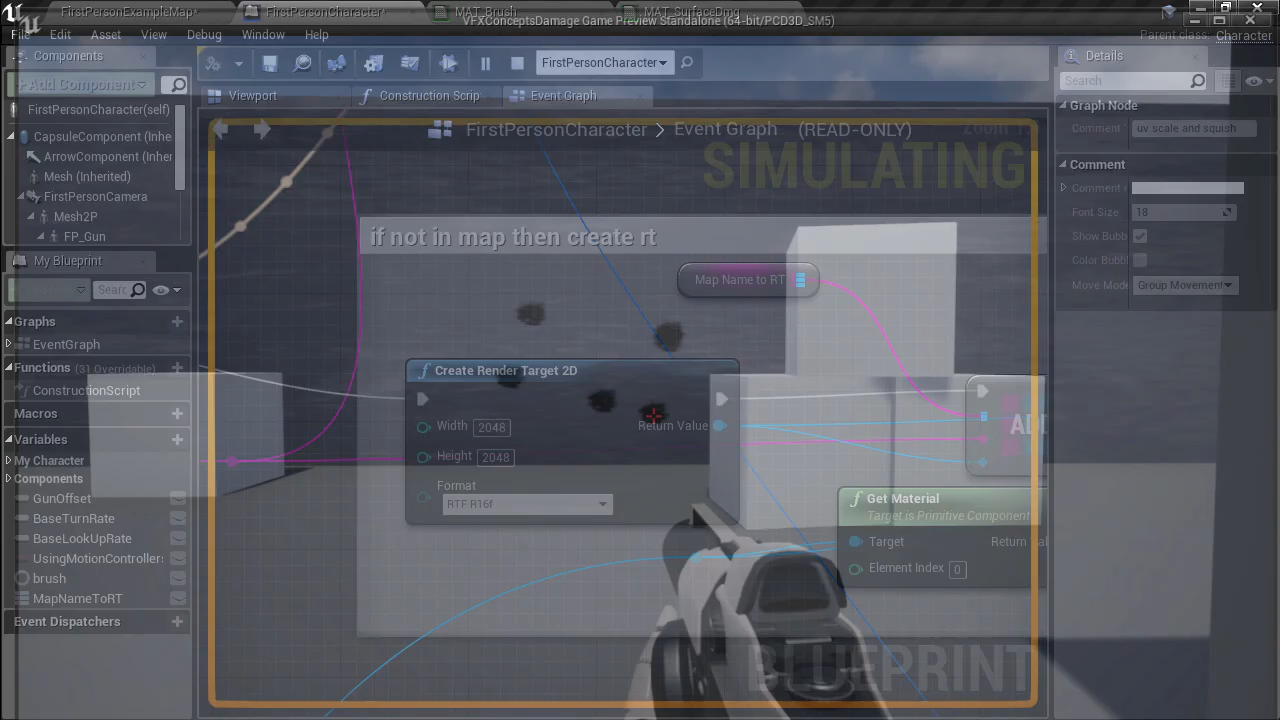 FirstPersonExampleMap*
FirstPersonCharacter*
MAT_Brush
MAT_SurfaceDmg
VFXConceptsDamage Game Preview Standalone (64-bit/PCD3D_SM5)
File Edit Asset View Debug Window Help
Parent class: Character
Components
+ Add Component
FirstPersonCharacter(self)
CapsuleComponent (Inhe
ArrowComponent (Inher
Mesh (Inherited)
FirstPersonCamera
Mesh2P
FP_Gun
My Blueprint
Searc
Graphs
EventGraph
Functions (31 Overridable)
ConstructionScript
Macros
Variables
My Character
Components
GunOffset
BaseTurnRate
BaseLookUpRate
UsingMotionControllers
brush
MapNameToRT
Event Dispatchers
FirstPersonCharacter
Viewport
Construction Scrip
Event Graph
FirstPersonCharacter > Event Graph (READ-ONLY)
SIMULATING
if not in map then create rt
Map Name to RT
Create Render Target 2D
Width 2048
Return Value
Height 2048
Format
RTF R16f
Get Material
Target is Primitive Component
Target
Element Index 0
BLUEPRINT
Details
Search
Graph Node
Comment uv scale and squish
Comment
Font Size 18
Show Bubb
Color Bubbl
Move Mode Group Movement